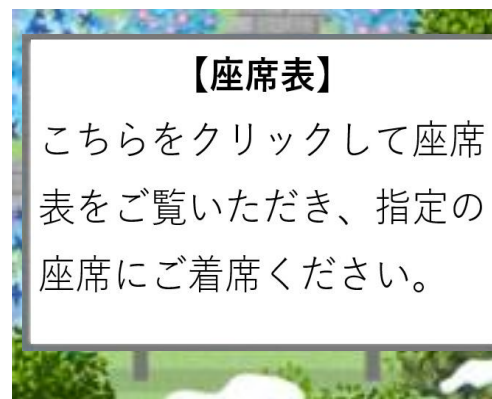 【座席表】
こちらをクリックして座席
表をご覧いただき、指定の
座席にご着席ください。